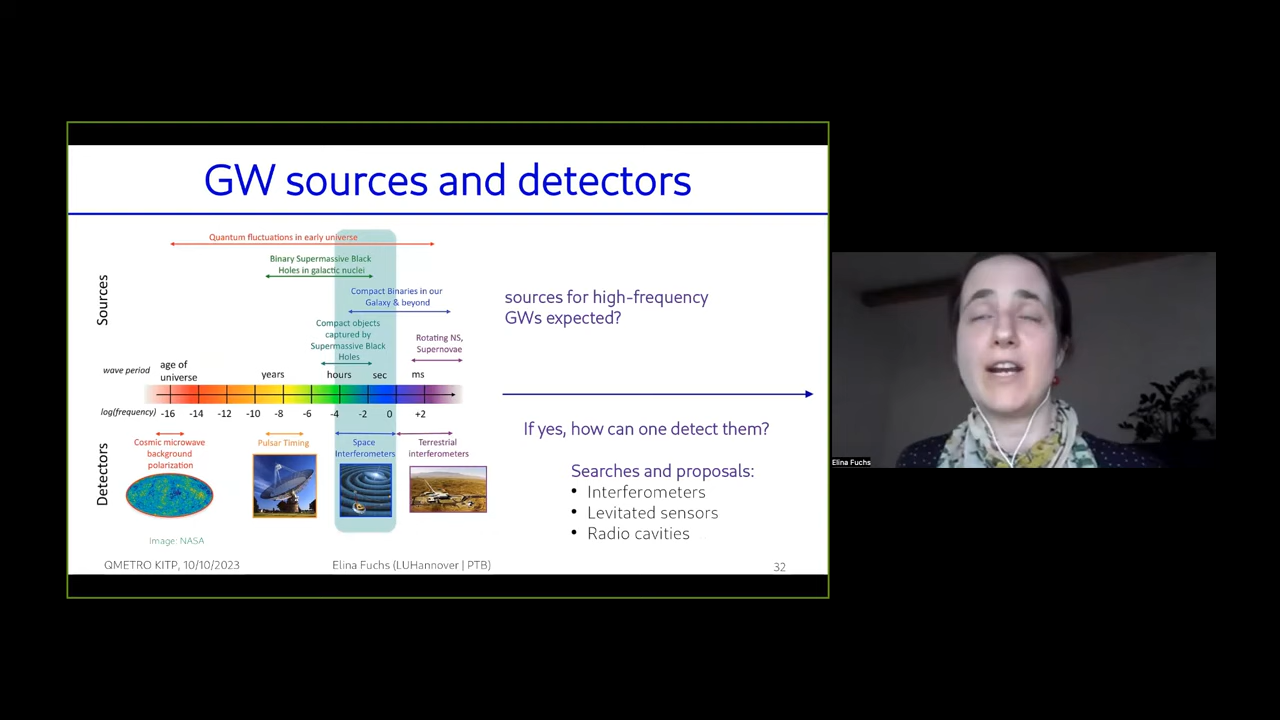 GW sources and detectors
Sources
Quantum fluctuations in early universe
Binary Supermassive Black
Holes in galactic nuclei
Compact Binaries in our
Galaxy & beyond
Compact objects
captured by
Supermassive Black
Holes
Rotating NS,
Supernovae
wave period
age of
universe
years
hours
sec
ms
log(frequency)
-16 -14 -12 -10 -8 -6 -4 -2 0 +2
Detectors
Cosmic microwave
background
polarization
Pulsar Timing
Space
Interferometers
Terrestrial
interferometers
image: NASA
sources for high-frequency
GWs expected?
If yes, how can one detect them?
Searches and proposals:
• Interferometers
• Levitated sensors
• Radio cavities
QMETRO KITP, 10/10/2023
Elina Fuchs (LUHannover | PTB)
32
Elina Fuchs